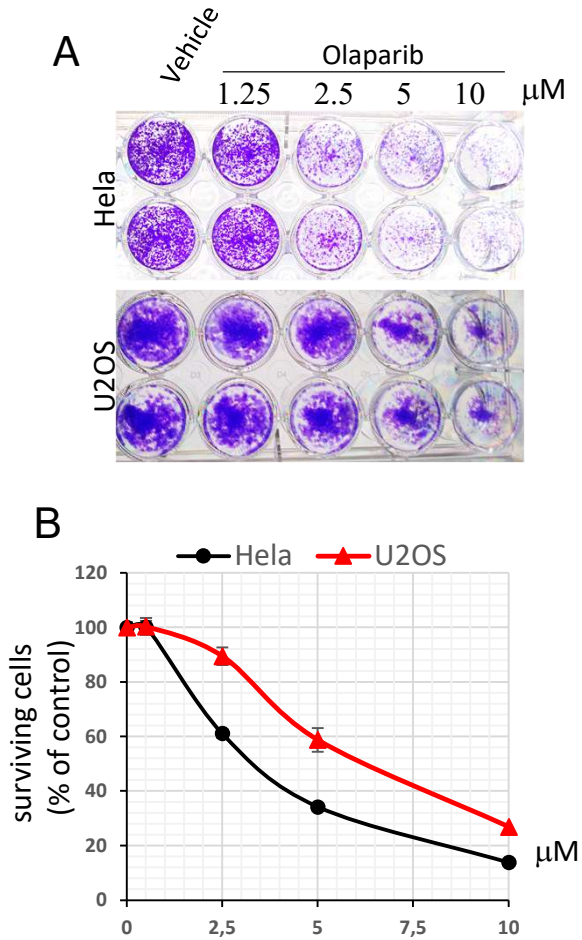 A
Vehicle
Olaparib
1.25 2.5 5 10 μM
Hela
U2OS
B
Hela U2OS
surviving cells
(% of control)
120
100
80
60
40
20
0
0 2,5 5 7,5 10
μM